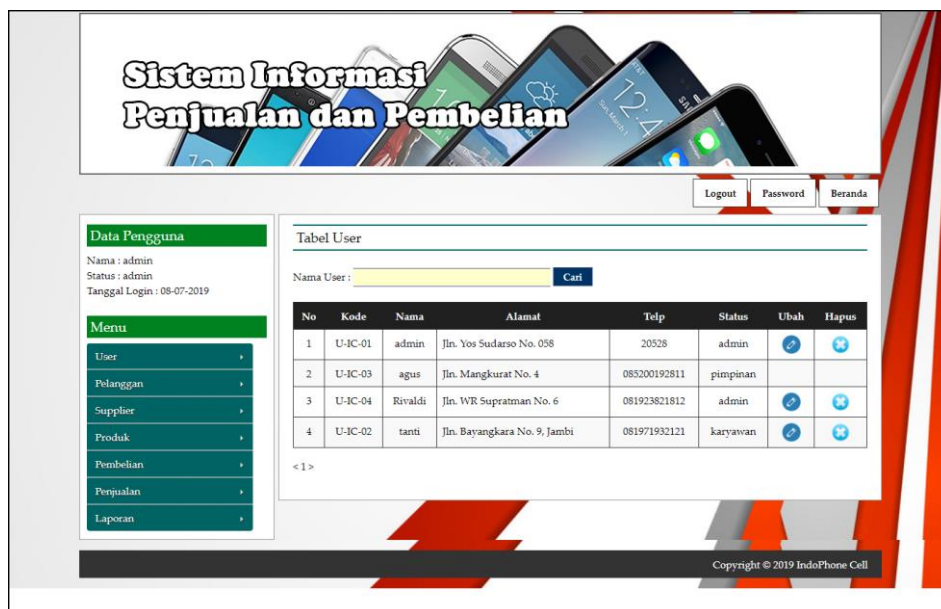 Sistem Informasi
Penjualan dan Pembelian
Logout Password Beranda
Data Pengguna
Nama : admin
Status : admin
Tanggal Login : 08-07-2019
Menu
User
Pelanggan
Supplier
Produk
Pembelian
Penjualan
Laporan
Tabel User
Nama User : Cari
No Kode Nama Alamat Telp Status Ubah Hapus
1 U-IC-01 admin Jln. Yos Sudarso No. 058 20528 admin
2 U-IC-03 agus Jln. Mangkurat No. 4 085200192811 pimpinan
3 U-IC-04 Rivaldi Jln. WR Supratman No. 6 081923821812 admin
4 U-IC-02 tanti Jln. Bayangkara No. 9, Jambi 081971932121 karyawan
< 1 >
Copyright © 2019 IndoPhone Cell